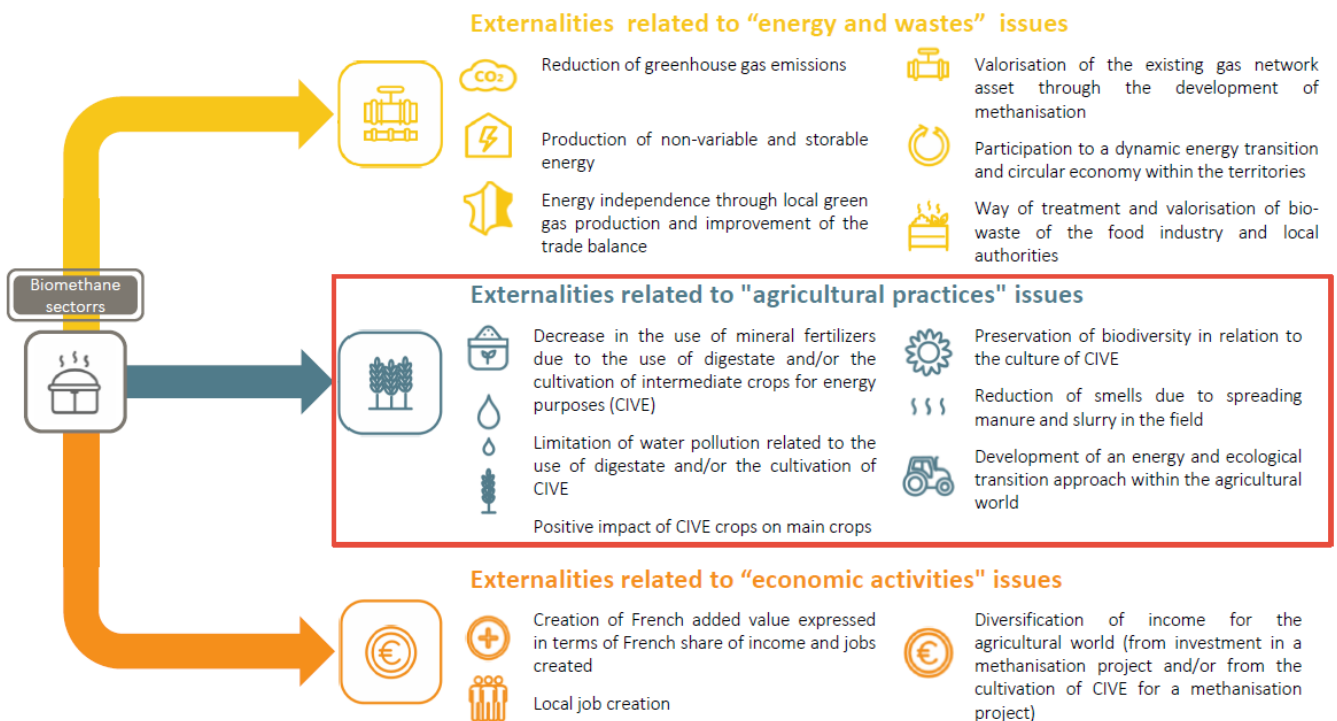 Externalities related to “energy and wastes” issues
CO₂
Reduction of greenhouse gas emissions
Production of non-variable and storable
energy
Energy independence through local green
gas production and improvement of the
trade balance
Valorisation of the existing gas network
asset through the development of
methanisation
Participation to a dynamic energy transition
and circular economy within the territories
Way of treatment and valorisation of bio-
waste of the food industry and local
authorities
Biomethane
sectorrs
Externalities related to "agricultural practices" issues
Decrease in the use of mineral fertilizers
due to the use of digestate and/or the
cultivation of intermediate crops for energy
purposes (CIVE)
Limitation of water pollution related to the
use of digestate and/or the cultivation of
CIVE
Positive impact of CIVE crops on main crops
Preservation of biodiversity in relation to
the culture of CIVE
Reduction of smells due to spreading
manure and slurry in the field
Development of an energy and ecological
transition approach within the agricultural
world
Externalities related to “economic activities" issues
Creation of French added value expressed
in terms of French share of income and jobs
created
Local job creation
€
€
Diversification of income for the
agricultural world (from investment in a
methanisation project and/or from the
cultivation of CIVE for a methanisation
project)